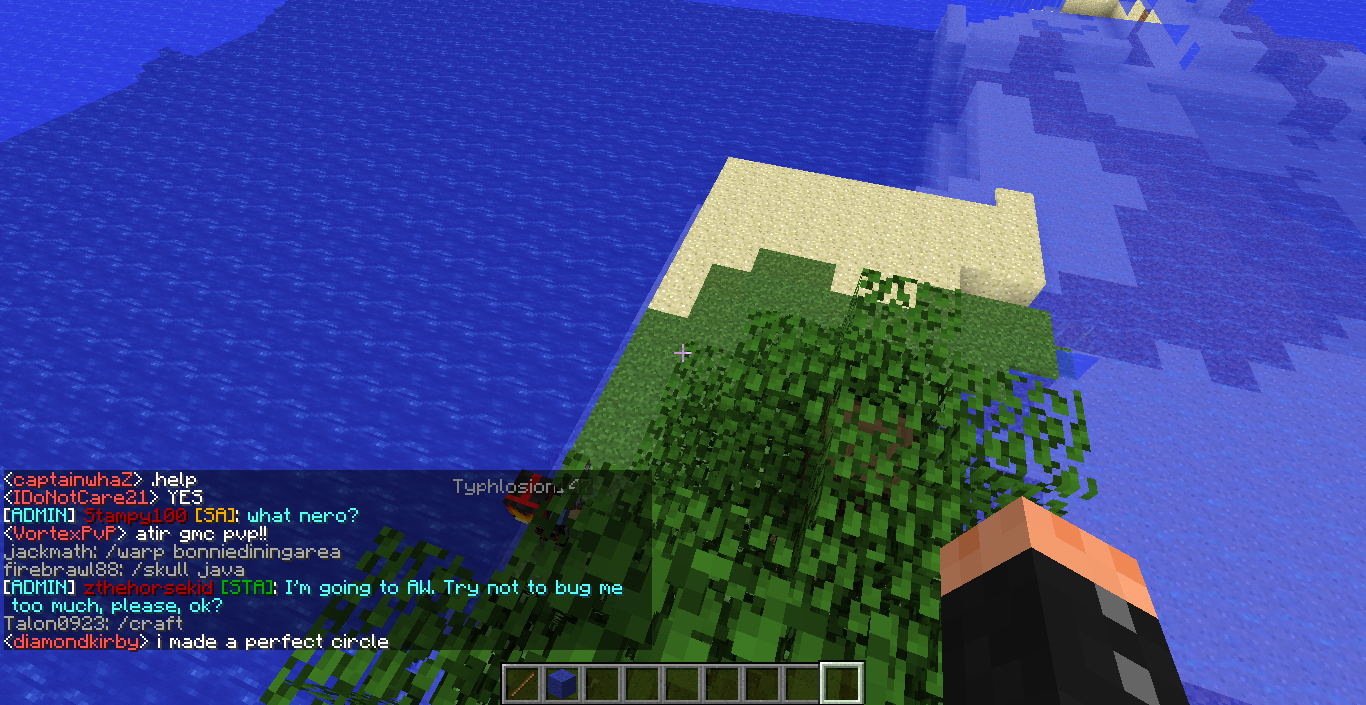 Typhlosion_
<captainwhaZ> .help
<IDoNotCare21> YES
[ADMIN] Stampy100 [SA]: what nero?
<VortexPvP> atir gmc pvp!!
jackmath: /warp bonniediningarea
firebrawl88: /skull java
[ADMIN] zthehorsekid [STA]: I'm going to AW. Try not to bug me
too much, please, ok?
Talon0923: /craft
<diamondkirby> i made a perfect circle